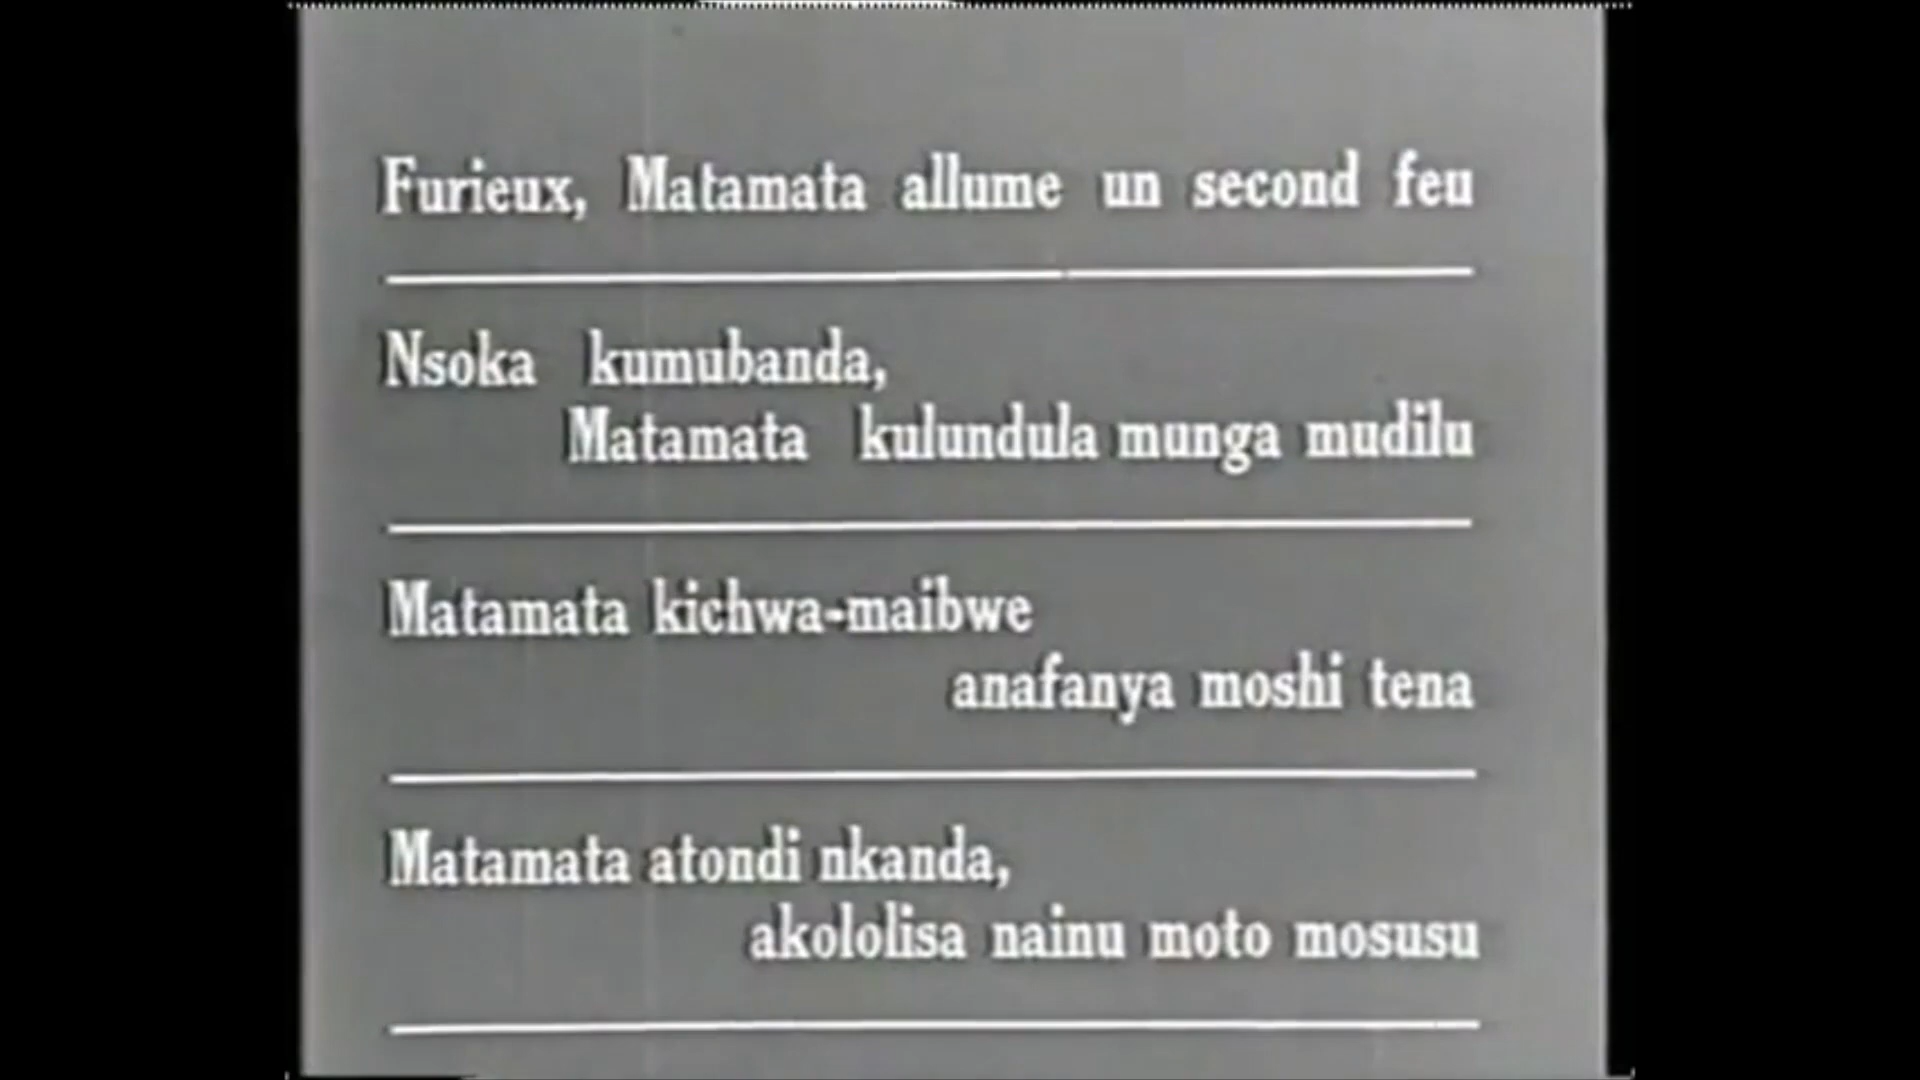 Furieux, Matamata allume un second feu
Nsoka kumubanda,
Matamata kulundula munga mudilu
Matamata kichwa-maibwe
anafanya moshi tena
Matamata atondi nkanda,
akololisa nainu moto mosusu